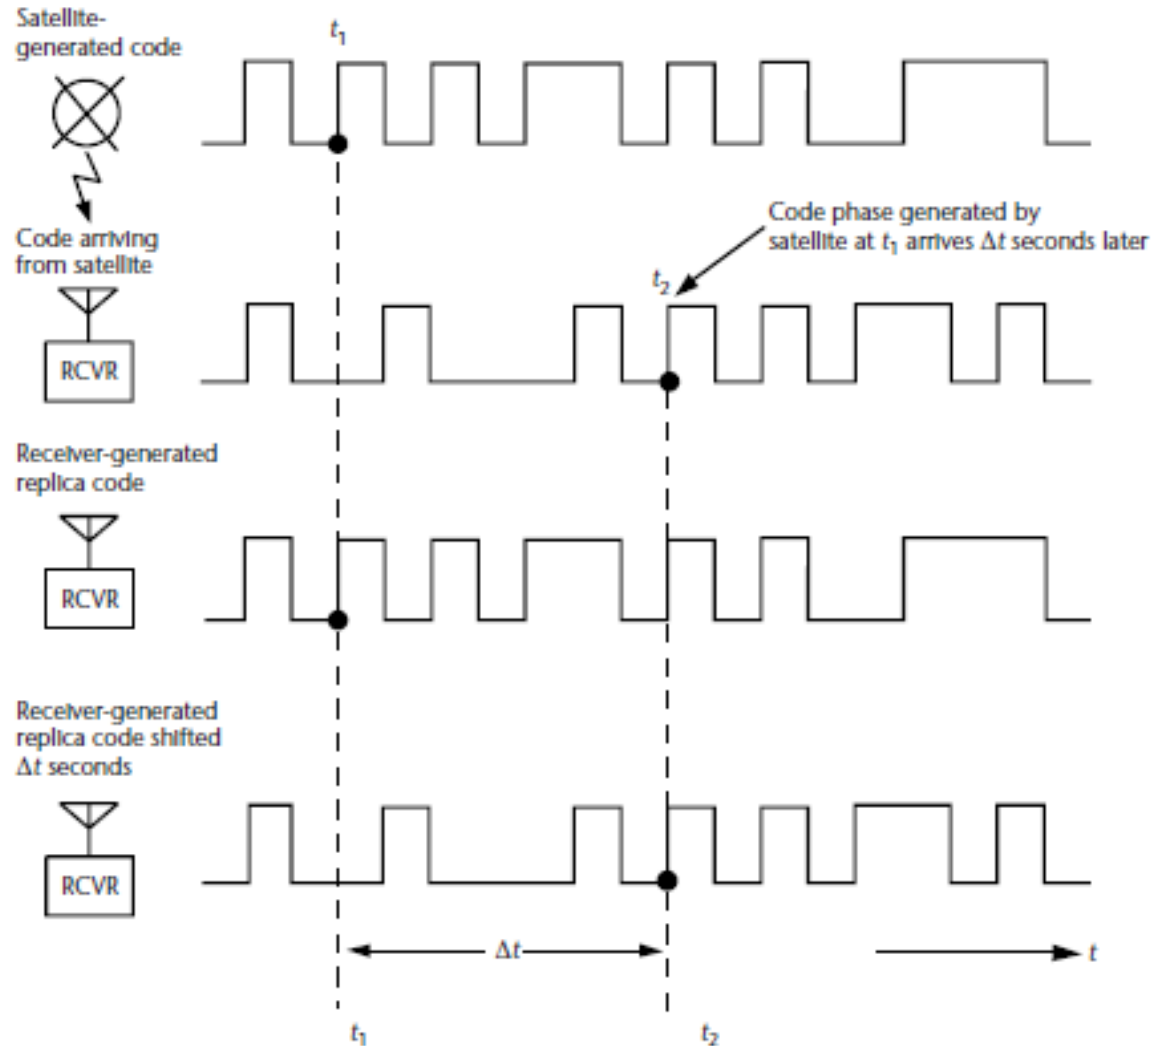 Satellite-
generated code
t1
Code arriving
from satellite
Code phase generated by
satellite at t1 arrives Δt seconds later
t2
RCVR
Receiver-generated
replica code
RCVR
Receiver-generated
replica code shifted
Δt seconds
RCVR
Δt
t
t1
t2